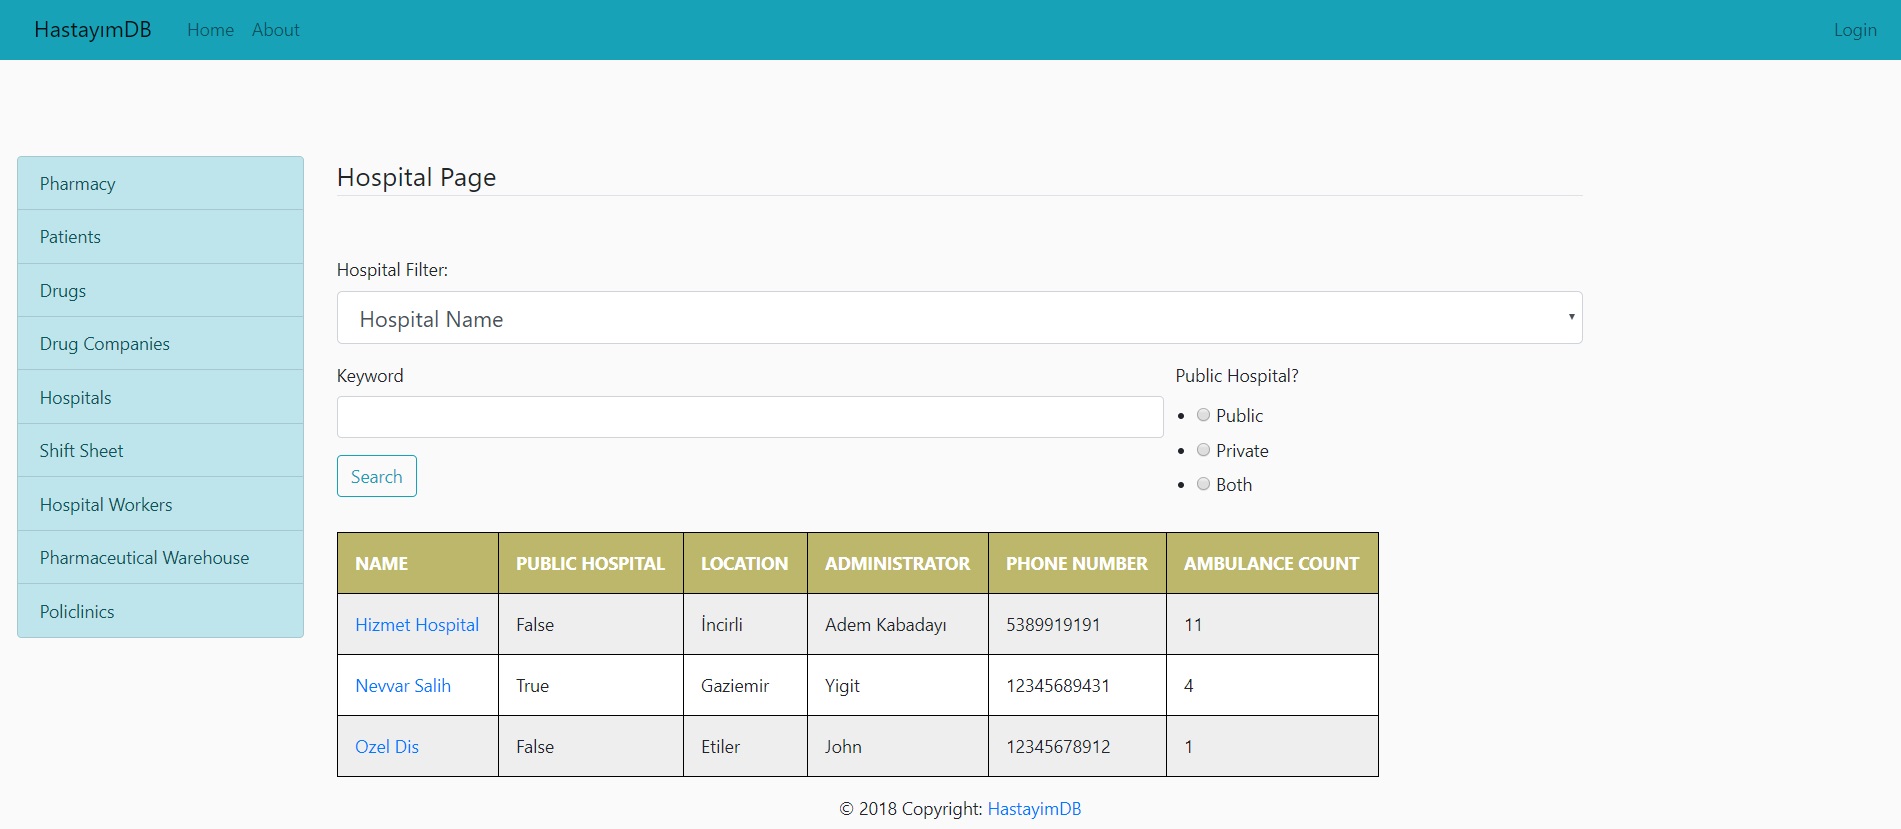 HastayımDB Home About Login
Pharmacy
Patients
Drugs
Drug Companies
Hospitals
Shift Sheet
Hospital Workers
Pharmaceutical Warehouse
Policlinics
Hospital Page
Hospital Filter:
Hospital Name
Keyword
Search
Public Hospital?
Public
Private
Both
NAME PUBLIC HOSPITAL LOCATION ADMINISTRATOR PHONE NUMBER AMBULANCE COUNT
Hizmet Hospital False İncirli Adem Kabadayı 5389919191 11
Nevvar Salih True Gaziemir Yigit 12345689431 4
Ozel Dis False Etiler John 12345678912 1
© 2018 Copyright: HastayimDB